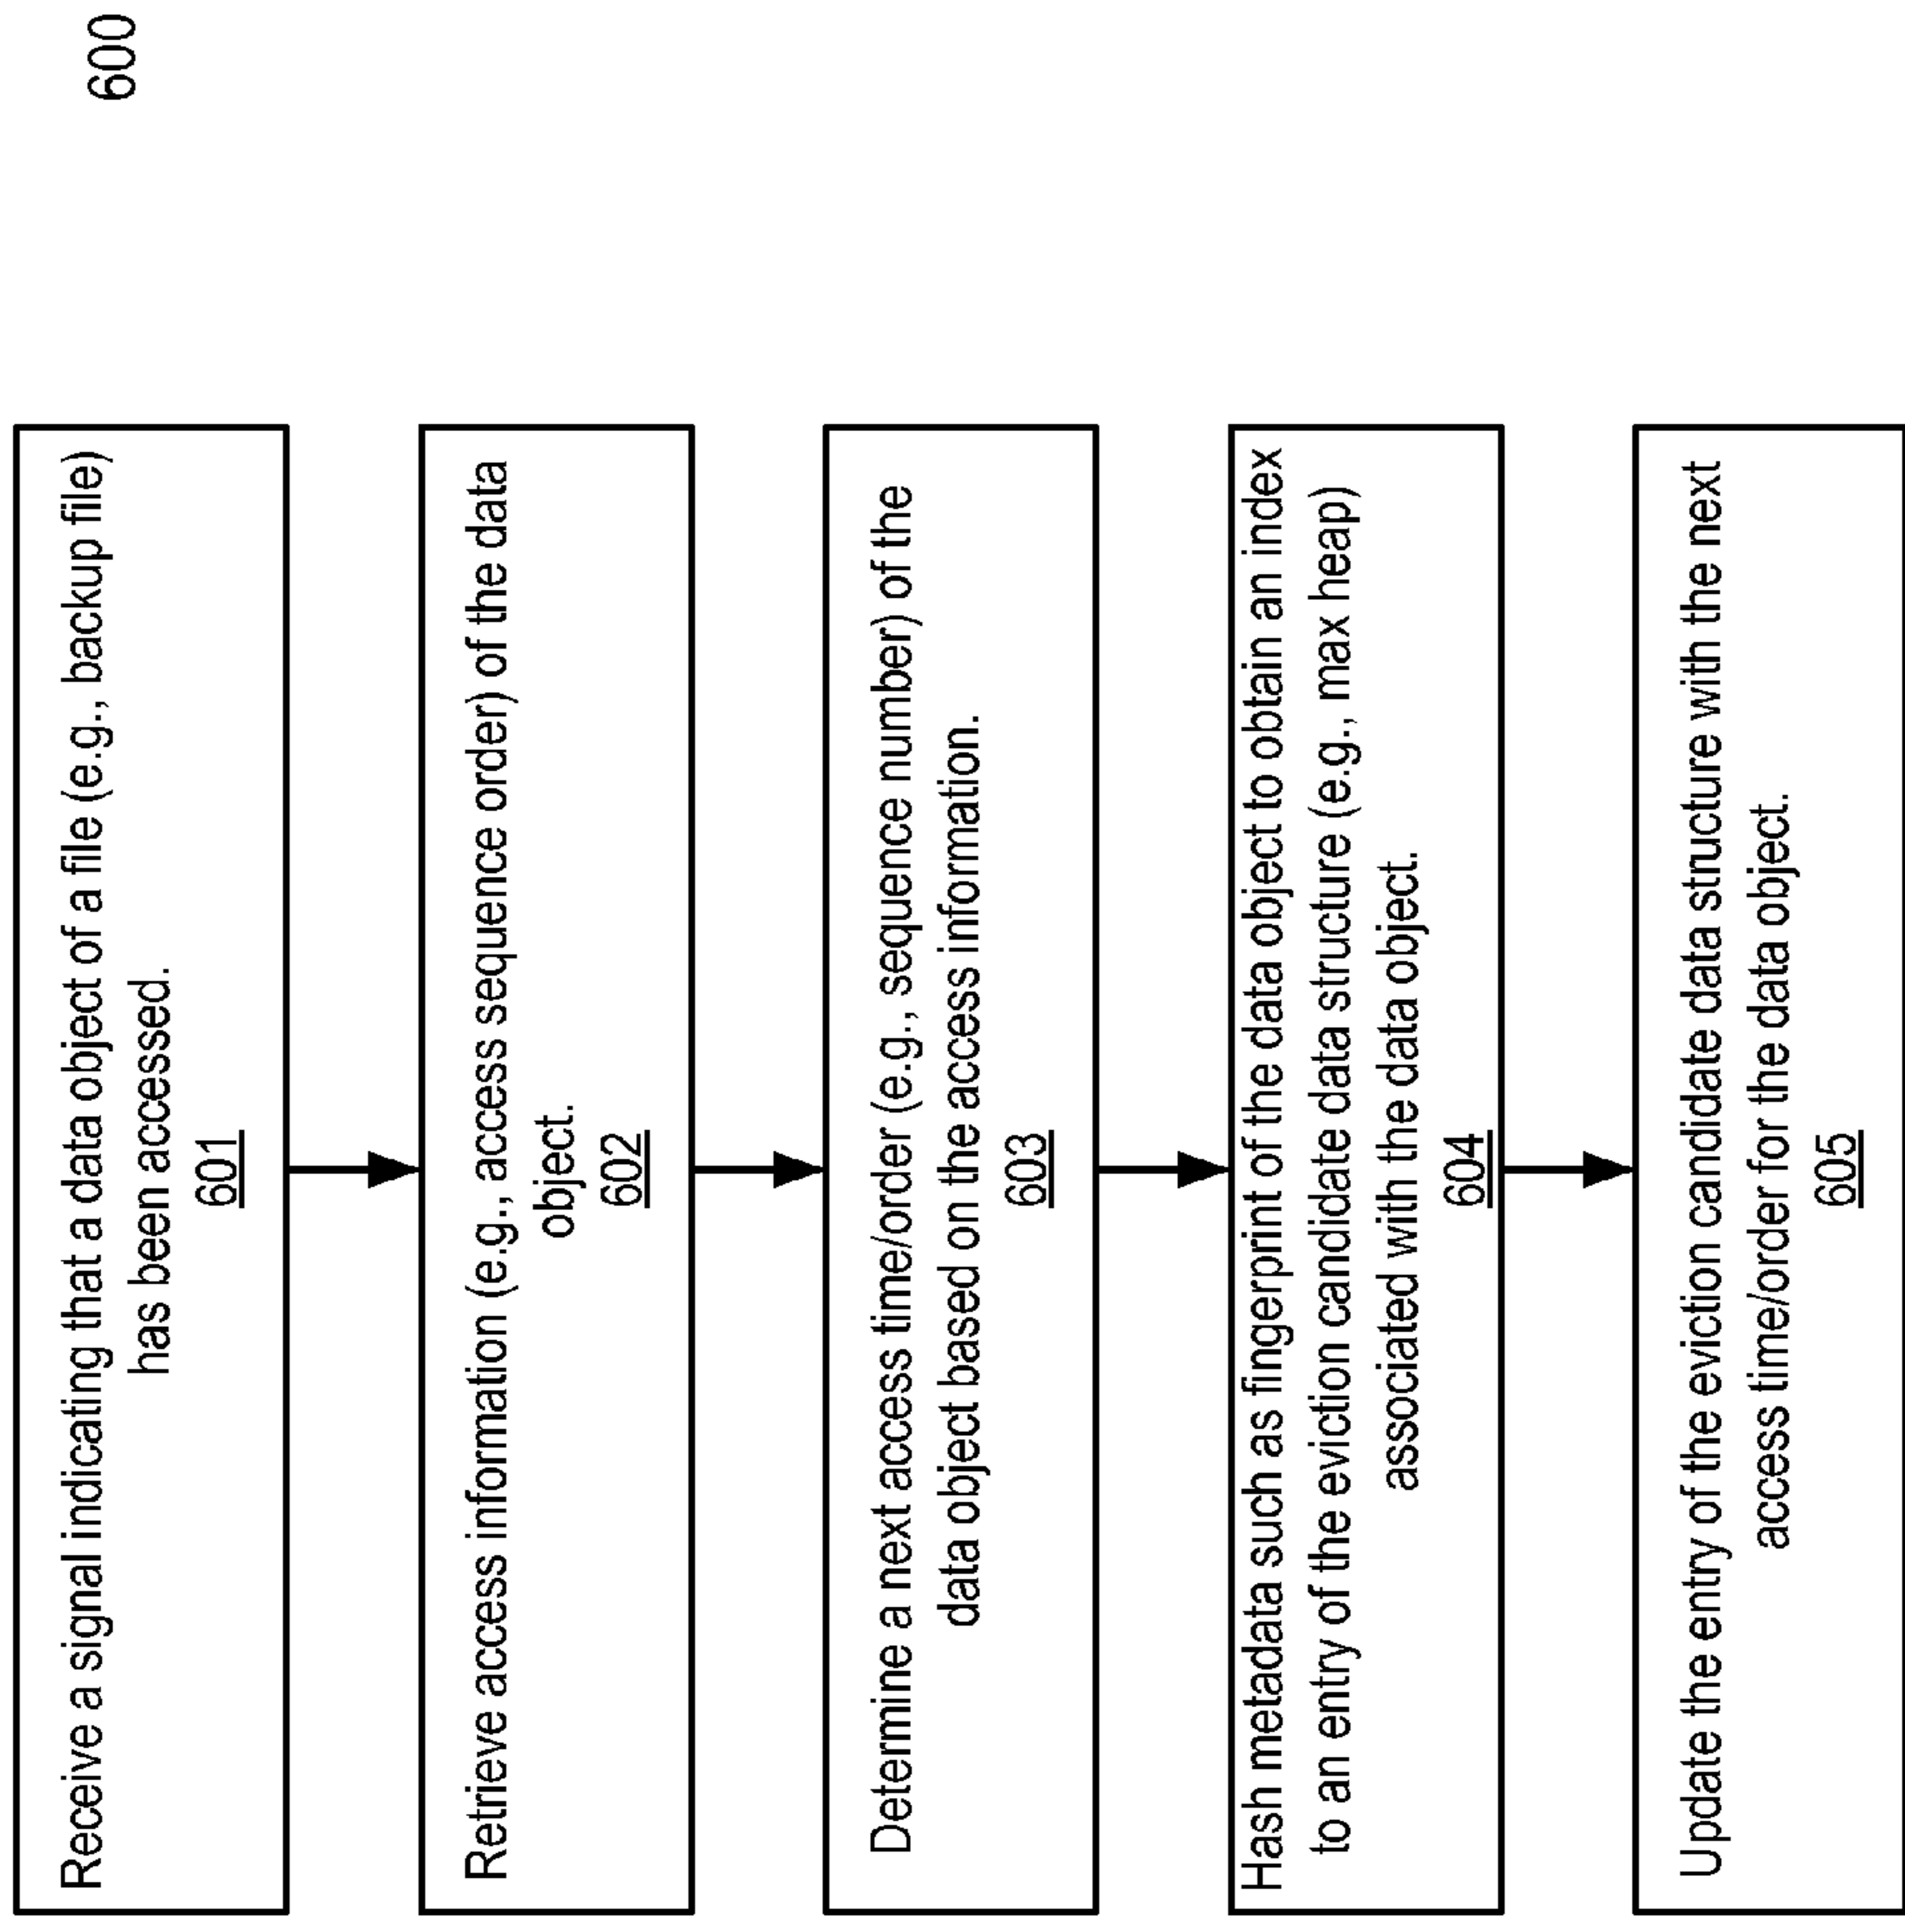 600
Receive a signal indicating that a data object of a file (e.g., backup file)
has been accessed.
601
Retrieve access information (e.g., access sequence order) of the data
object.
602
Determine a next access time/order (e.g., sequence number) of the
data object based on the access information.
603
Hash metadata such as fingerprint of the data object to obtain an index
to an entry of the eviction candidate data structure (e.g., max heap)
associated with the data object.
604
Update the entry of the eviction candidate data structure with the next
access time/order for the data object.
605